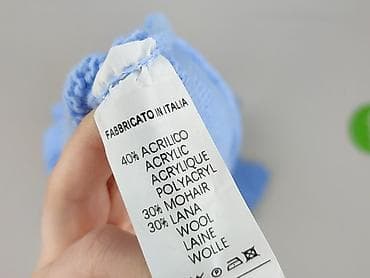 FABBRICATO IN ITALIA
40% ACRILICO
ACRYLIC
ACRYLIQUE
POLYACRYL
30% MOHAIR
30% LANA
WOOL
LAINE
WOLLE